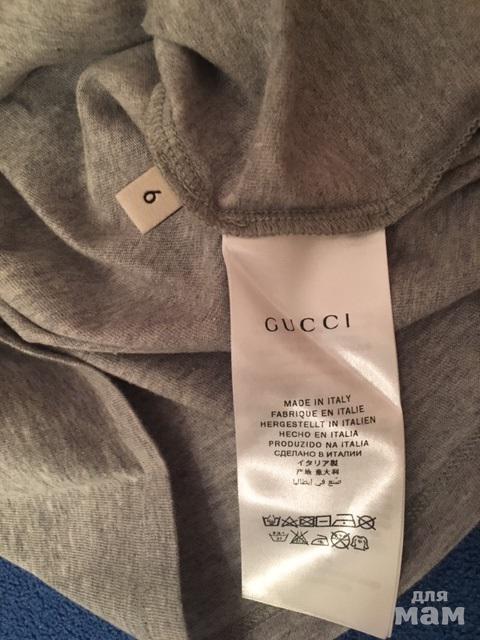 6
GUCCI
MADE IN ITALY
FABRIQUE EN ITALIE
HERGESTELLT IN ITALIEN
HECHO EN ITALIA
PRODUZIDO NA ITALIA
СДЕЛАНО В ИТАЛИИ
イタリア製
产地 意大利
صنع في إيطاليا
для
мам